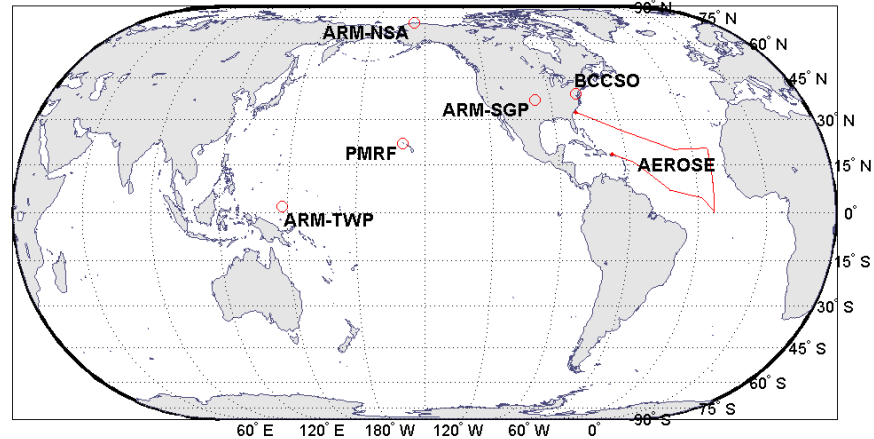 90° N
75° N
ARM-NSA
60° N
45° N
BCCSO
ARM-SGP
30° N
PMRF
AEROSE
15° N
ARM-TWP
0°
15° S
30° S
45° S
60° S
75° S
90° S
60° E 120° E 180° W 120° W 60° W 0°